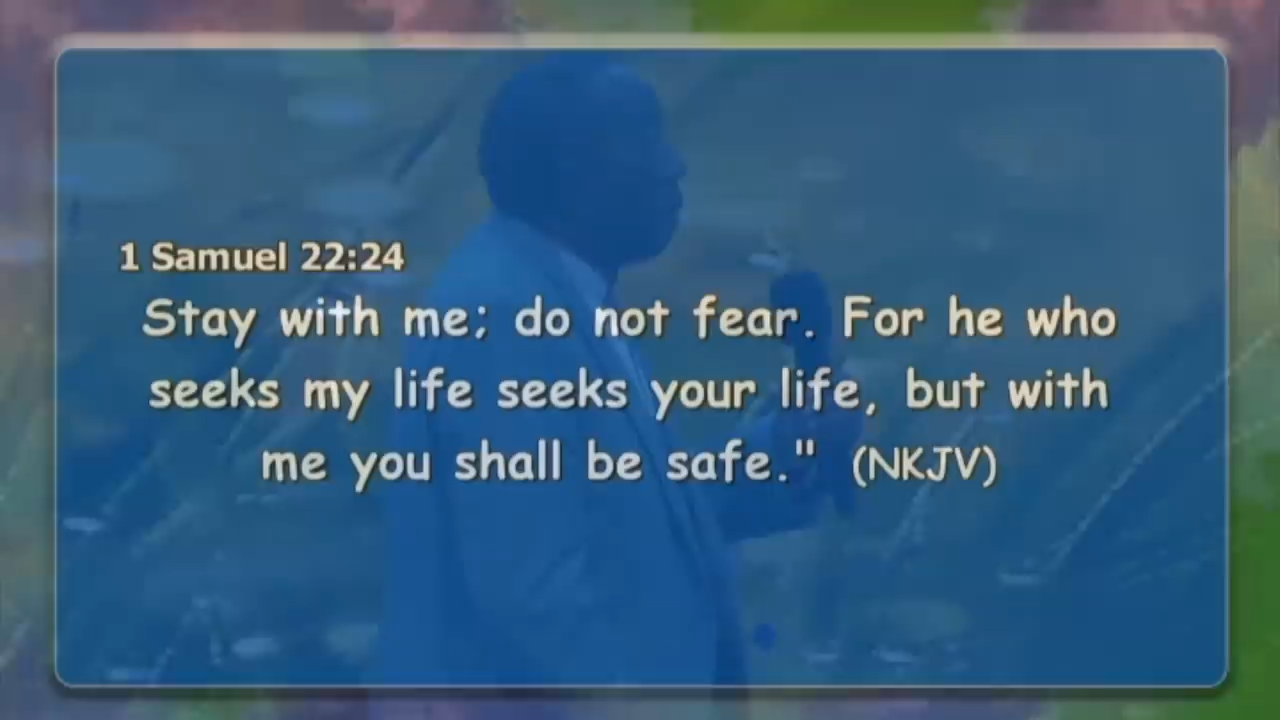 1 Samuel 22:24
Stay with me; do not fear. For he who
seeks my life seeks your life, but with
me you shall be safe." (NKJV)